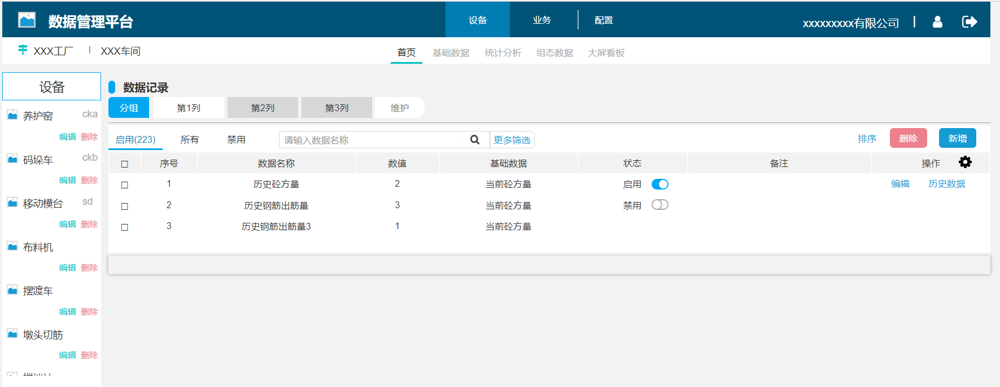 数据管理平台 设备 业务 配置 xxxxxxxxx有限公司
XXX工厂 | XXX车间 首页 基础数据 统计分析 组态数据 大屏看板
设备
养护窑 cka
编辑 删除
码垛车 ckb
编辑 删除
移动模台 sd
编辑 删除
布料机
编辑 删除
摆渡车
编辑 删除
墩头切筋
编辑 删除
数据记录
分组 第1列 第2列 第3列 维护
启用(223) 所有 禁用 请输入数据名称 更多筛选 排序 删除 新增
序号 数据名称 数值 基础数据 状态 备注 操作
1 历史砼方量 2 当前砼方量 启用 编辑 历史数据
2 历史钢筋出筋量 3 当前砼方量 禁用
3 历史钢筋出筋量3 1 当前砼方量